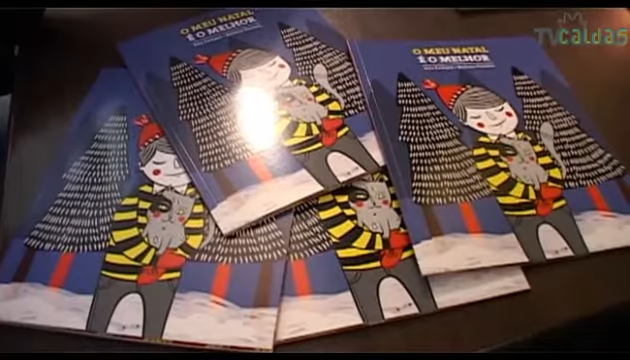 O MEU NATAL
É O MELHOR
O MEU NATAL
É O MELHOR
TVCaldas